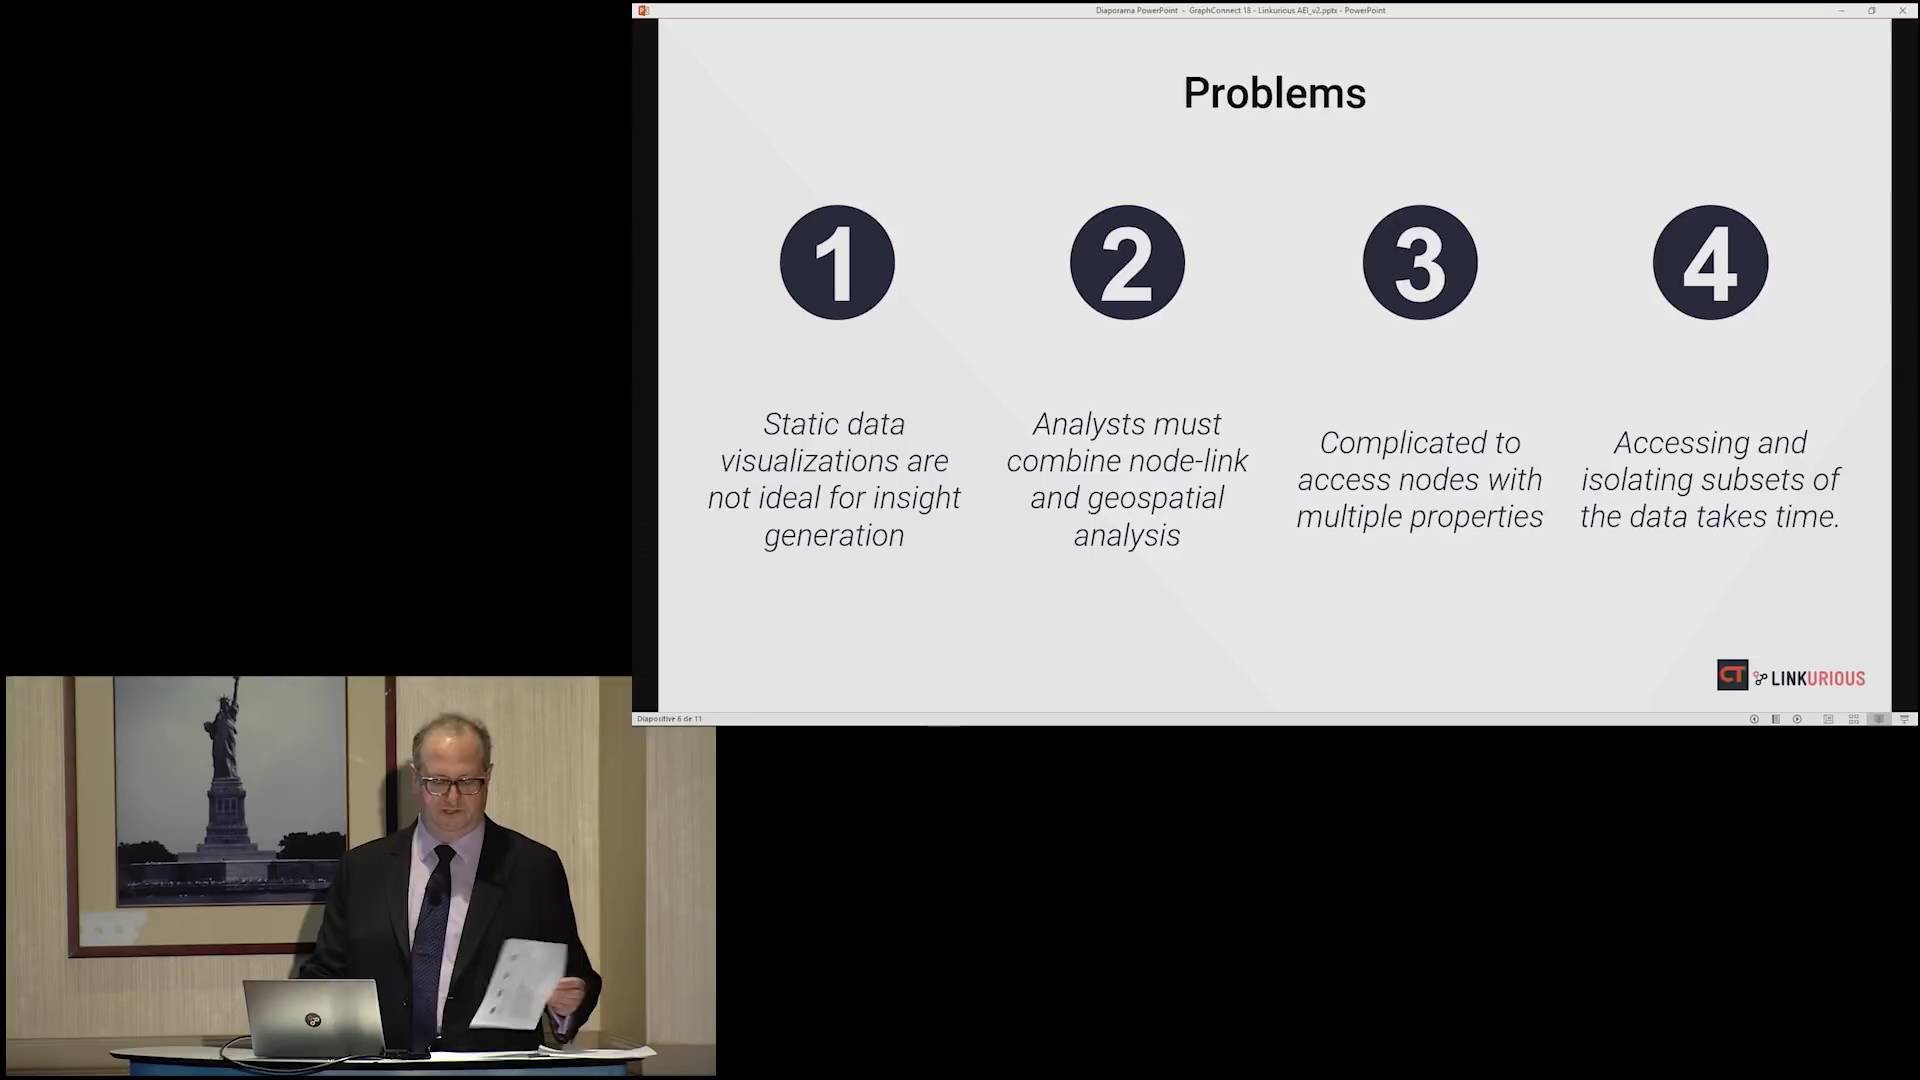 Diaporama PowerPoint - GraphConnect 18 - Linkurious AEI_v2.pptx - PowerPoint
Problems
1
2
3
4
Static data
visualizations are
not ideal for insight
generation
Analysts must
combine node-link
and geospatial
analysis
Complicated to
access nodes with
multiple properties
Accessing and
isolating subsets of
the data takes time.
CT LINKURIOUS
Diapositive 6 de 11